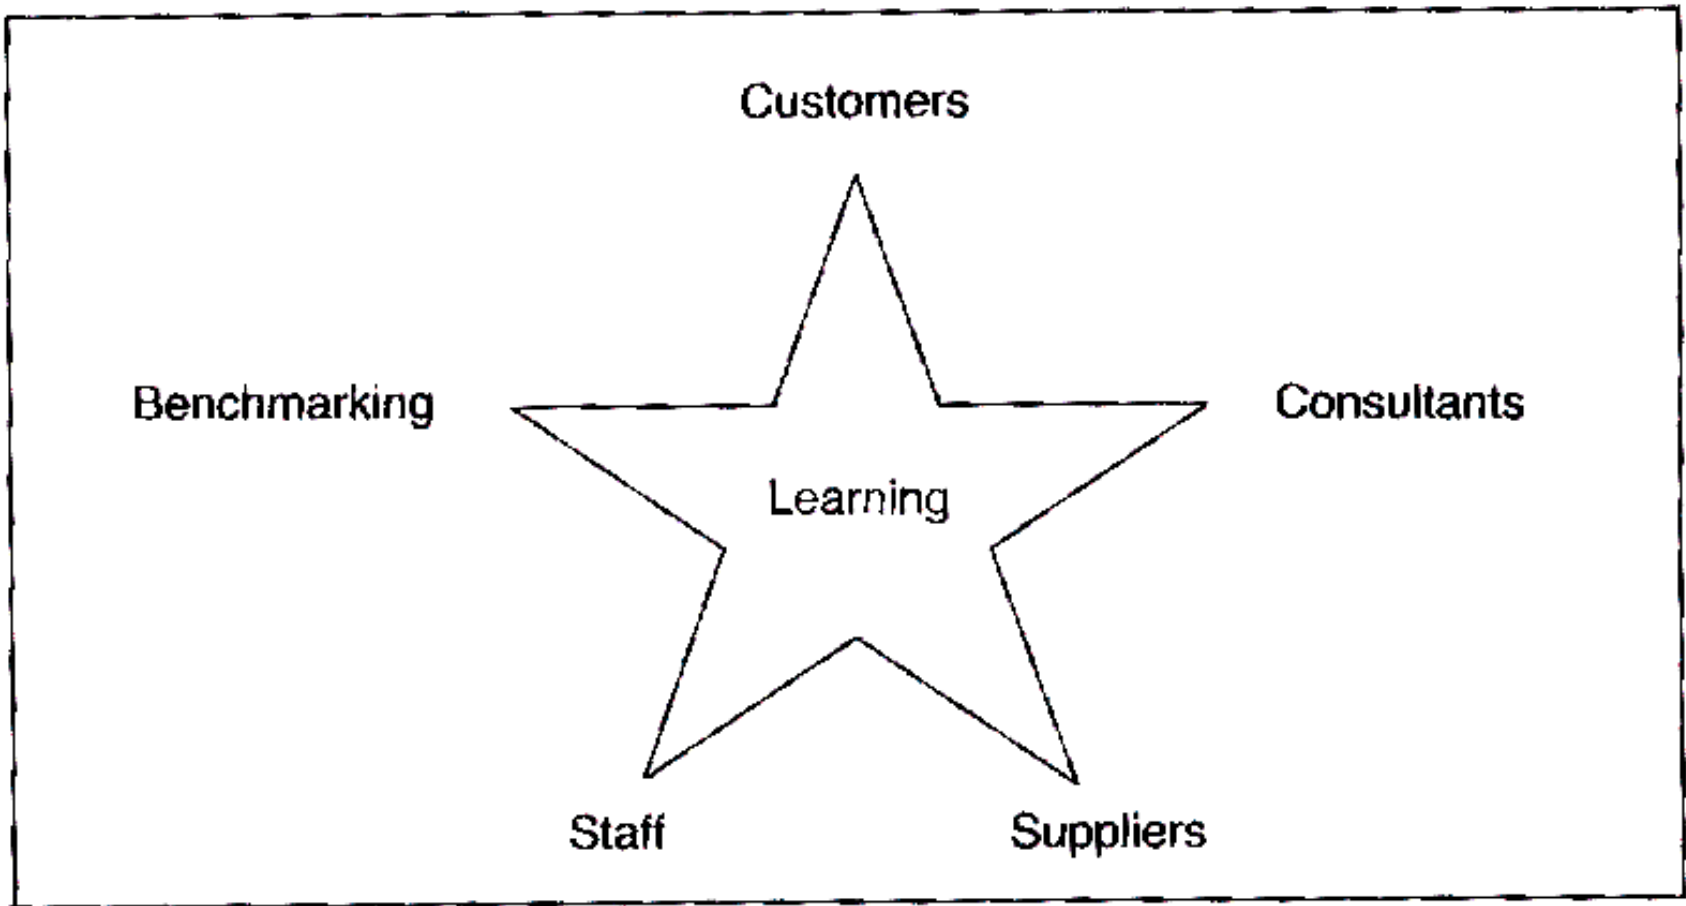 Customers
Benchmarking
Consultants
Learning
Staff
Suppliers